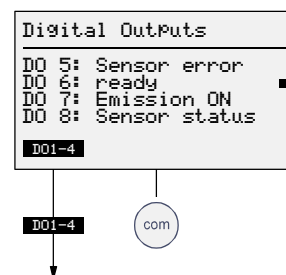 Digital Outputs
DO 5: Sensor error
DO 6: ready
DO 7: Emission ON
DO 8: Sensor status
DO1-4
DO1-4
com